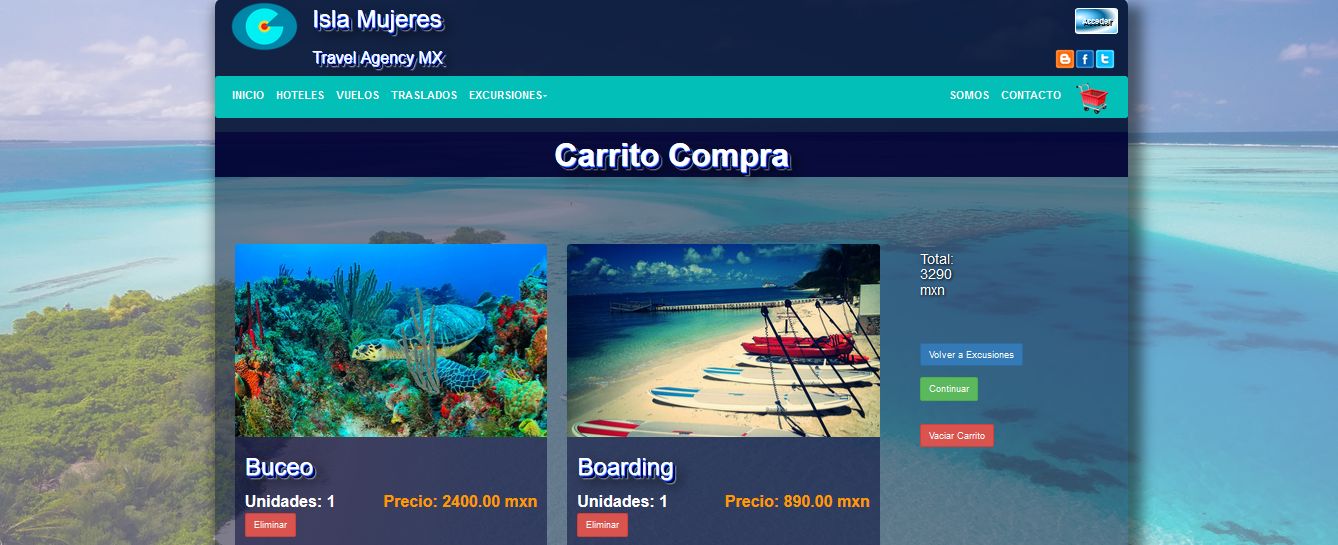 Isla Mujeres
Acceder
Travel Agency MX
INICIO HOTELES VUELOS TRASLADOS EXCURSIONES SOMOS CONTACTO
Carrito Compra
Total:
3290
mxn
Volver a Excusiones
Continuar
Vaciar Carrito
Buceo
Unidades: 1 Precio: 2400.00 mxn
Eliminar
Boarding
Unidades: 1 Precio: 890.00 mxn
Eliminar